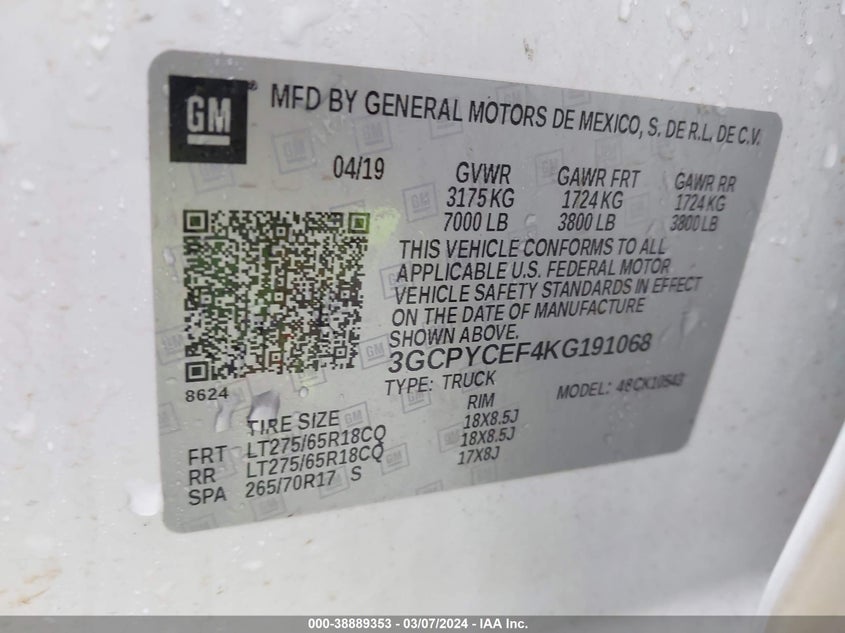 GM
MFD BY GENERAL MOTORS DE MEXICO, S. DE R.L. DE C.V.
04/19 GVWR GAWR FRT GAWR RR
3175 KG 1724 KG 1724 KG
7000 LB 3800 LB 3800 LB
THIS VEHICLE CONFORMS TO ALL
APPLICABLE U.S. FEDERAL MOTOR
VEHICLE SAFETY STANDARDS IN EFFECT
ON THE DATE OF MANUFACTURE
SHOWN ABOVE.
3GCPYCEF4KG191068
8624
TYPE: TRUCK MODEL: 48CK10543
TIRE SIZE RIM
FRT LT275/65R18CQ 18X8.5J
RR LT275/65R18CQ 18X8.5J
SPA 265/70R17 S 17X8J
000-38889353 — 03/07/2024 — IAA Inc.